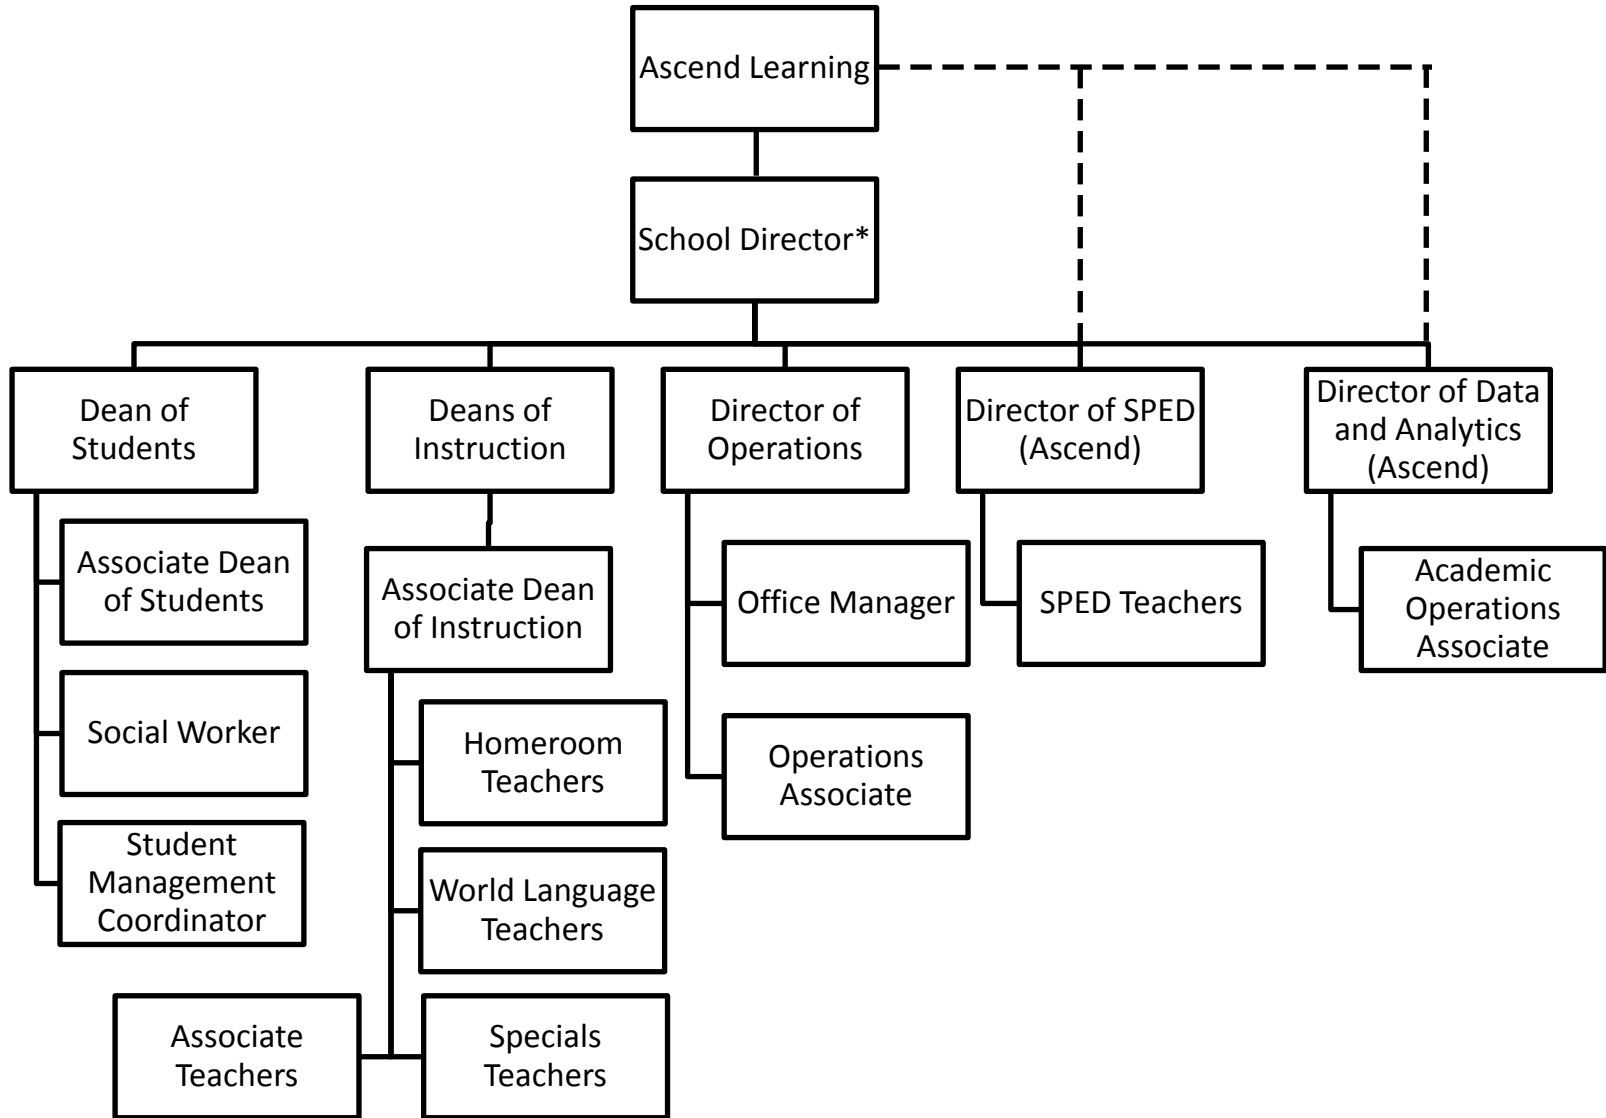 Ascend Learning
School Director*
Dean of
Students
Deans of
Instruction
Director of
Operations
Director of SPED
(Ascend)
Director of Data
and Analytics
(Ascend)
Associate Dean
of Students
Social Worker
Student
Management
Coordinator
Associate Dean
of Instruction
Homeroom
Teachers
World Language
Teachers
Associate
Teachers
Specials
Teachers
Office Manager
Operations
Associate
SPED Teachers
Academic
Operations
Associate